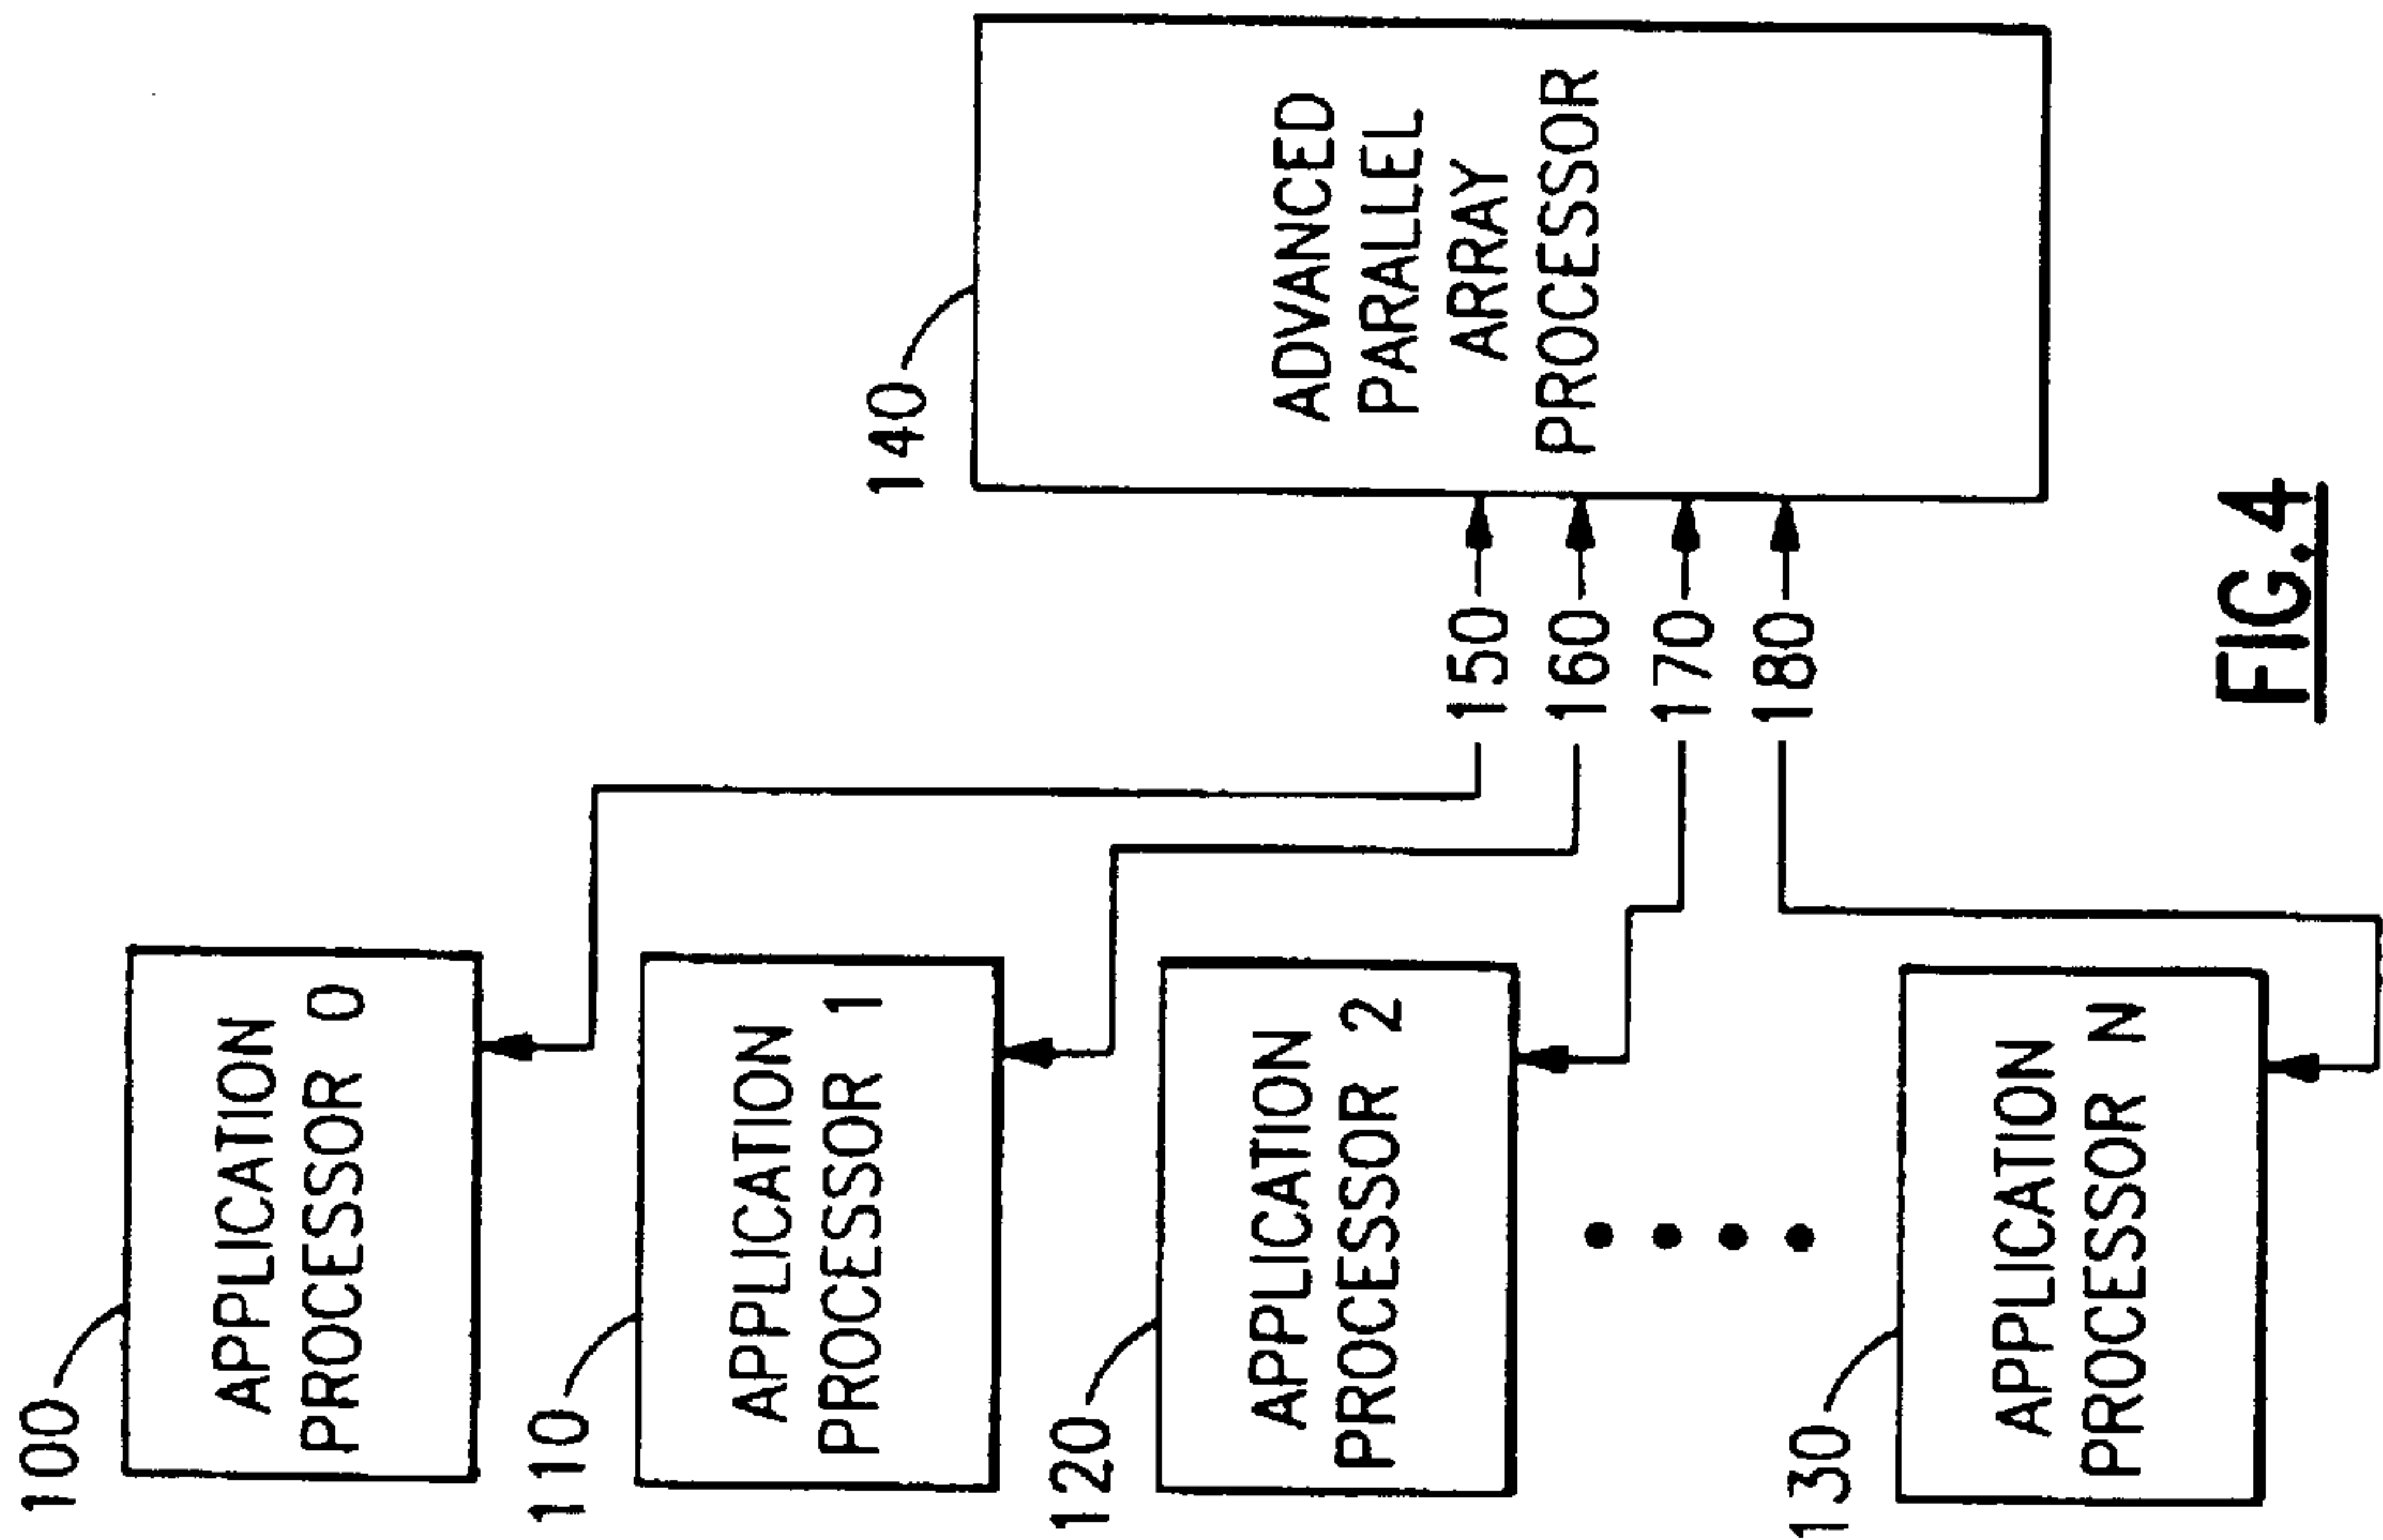 100
APPLICATION
PROCESSOR 0
110
APPLICATION
PROCESSOR 1
120
APPLICATION
PROCESSOR 2
130
APPLICATION
PROCESSOR N
150
160
170
180
140
ADVANCED
PARALLEL
ARRAY
PROCESSOR
FIG.4